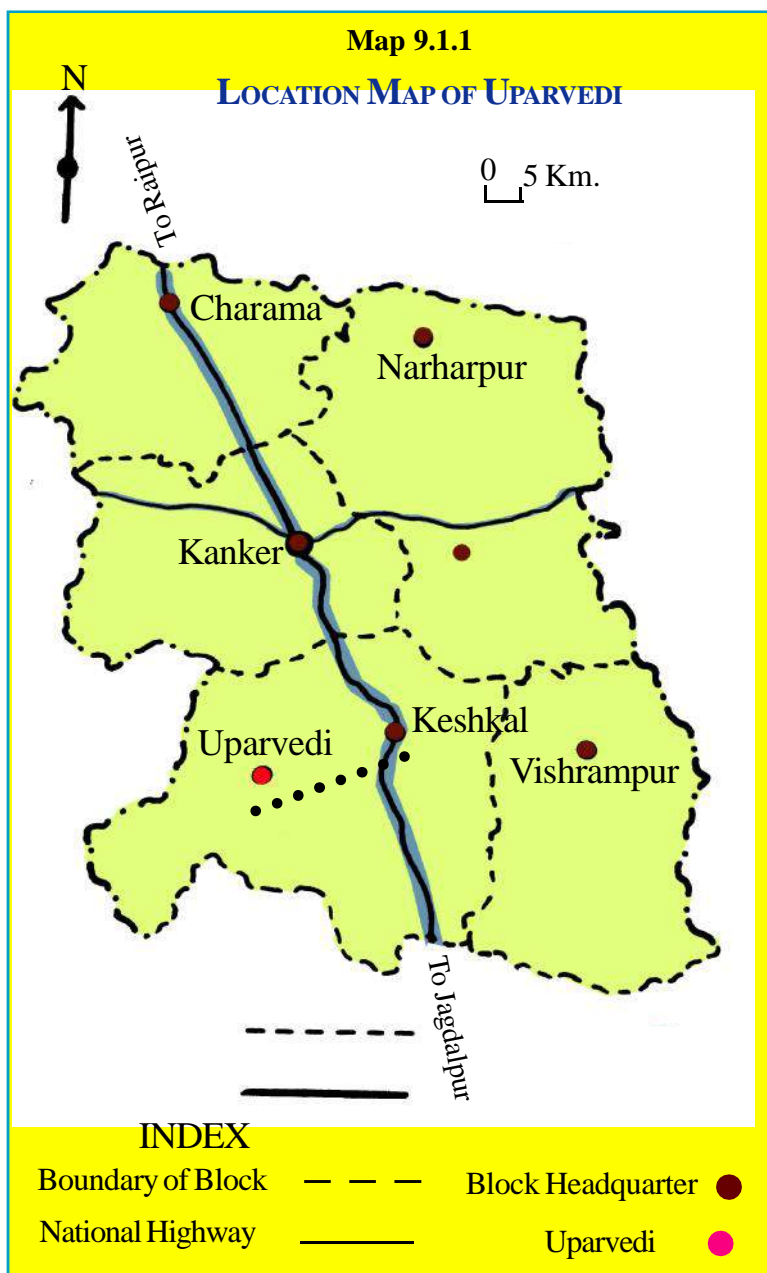 Map 9.1.1
LOCATION MAP OF UPARVEDI
N
To Raipur
0 5 Km.
Charama
Narharpur
Kanker
Keshkal
Uparvedi
Vishrampur
To Jagdalpur
INDEX
Boundary of Block
Block Headquarter
National Highway
Uparvedi